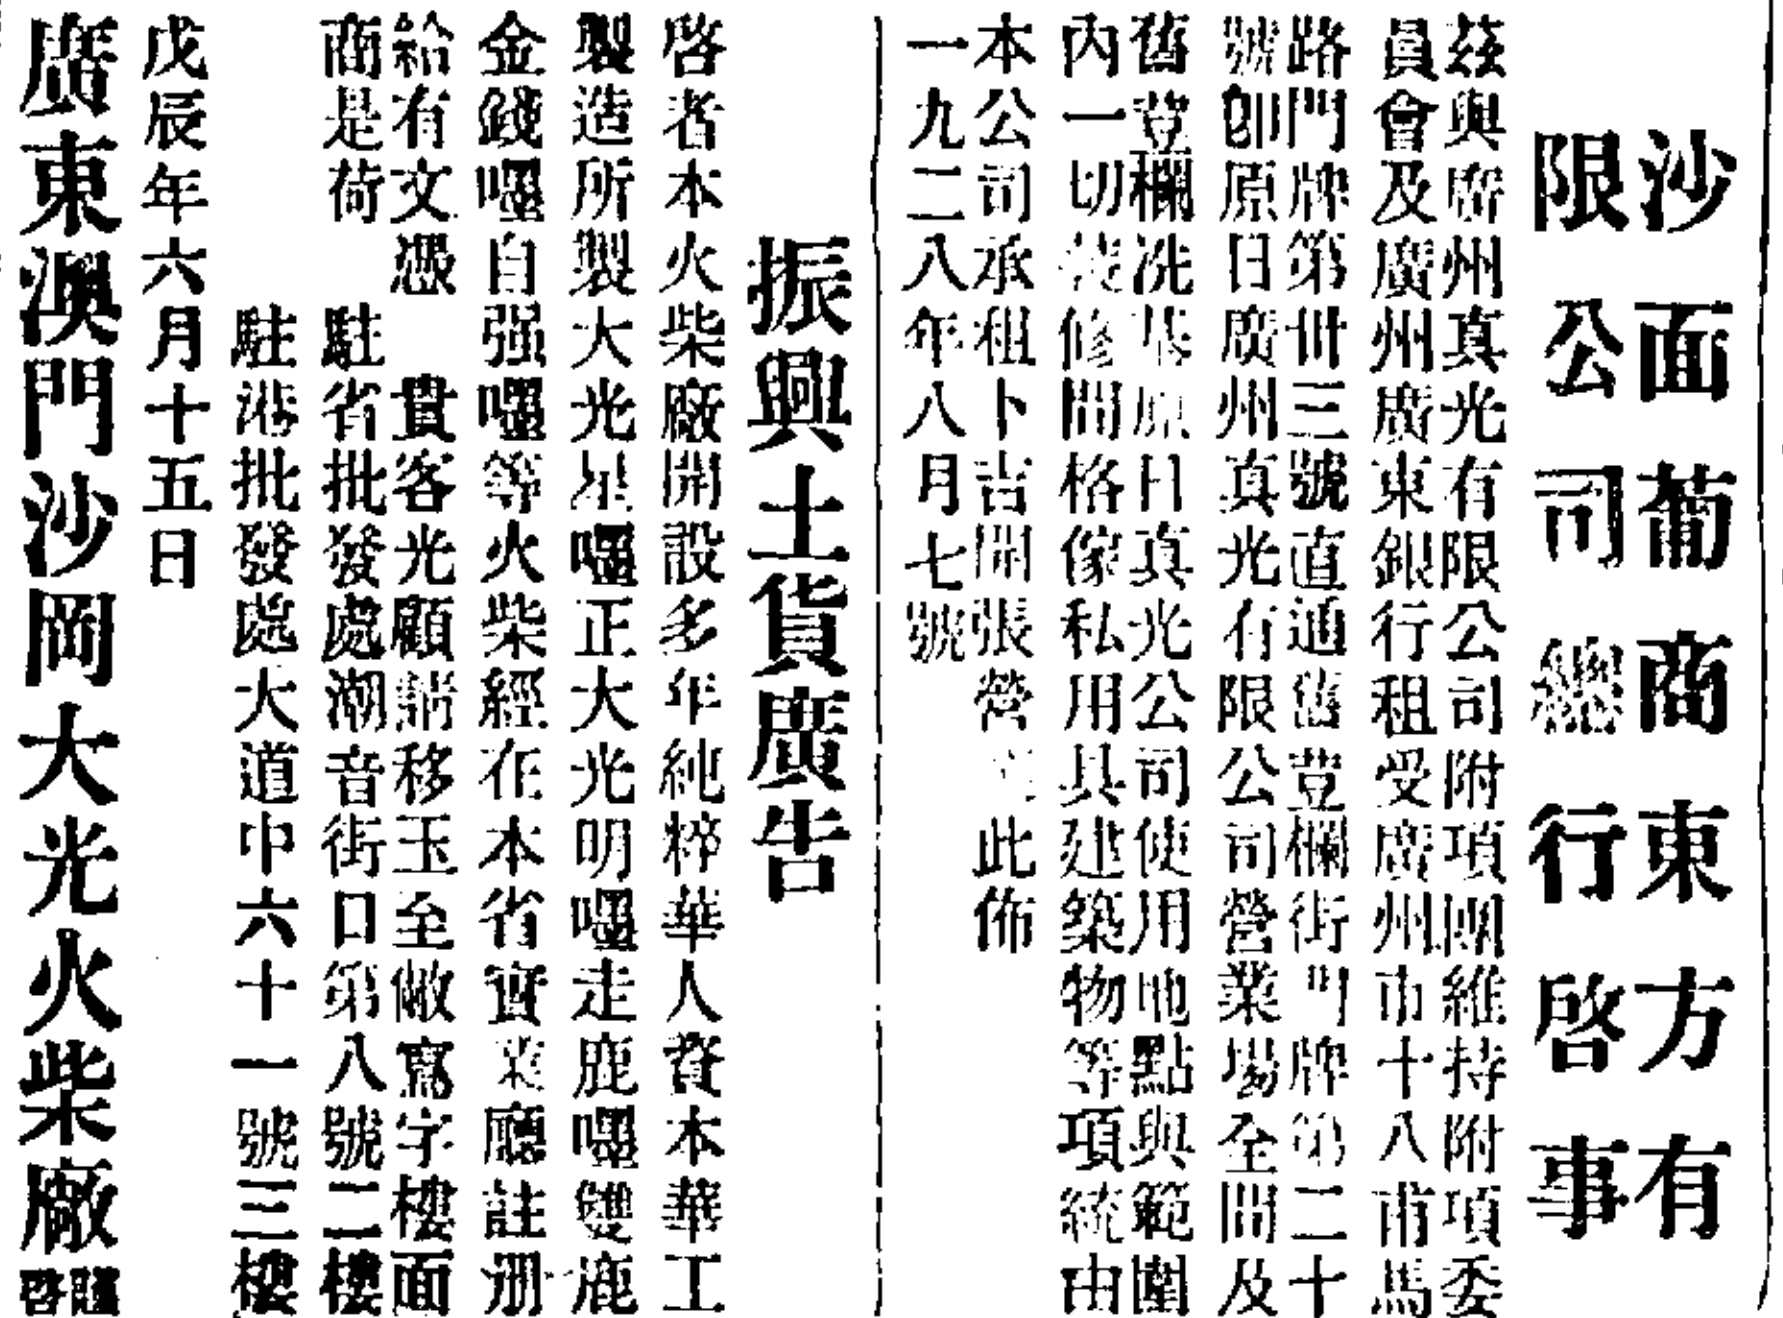 沙面葡商東方有
限公司總行啓事
茲與廣州真光有限公司附項團維持附項委
員會及廣州廣東銀行租受廣州市十八甫馬
路門牌第卅三號直通舊荳欄街門牌第二十
號卽原日廣州真光有限公司營業場全間及
舊荳欄冼基原日真光公司使用地點與範圍
內一切裝修間格傢私用具建築物等項統由
本公司承租卜吉開張營 此佈
一九二八年八月七號
振興土貨廣告
啓者本火柴廠開設多年純粹華人資本華工
製造所製大光星嘜正大光明嘜走鹿嘜雙鹿
金錢嘜自强嘜等火柴經在本省實業廳註册
給有文憑 貴客光顧請移玉至敝寫字樓面
商是荷 駐省批發處潮音街口第八號二樓
駐港批發處大道中六十一號三樓
戊辰年六月十五日
廣東澳門沙岡大光火柴廠謹啓